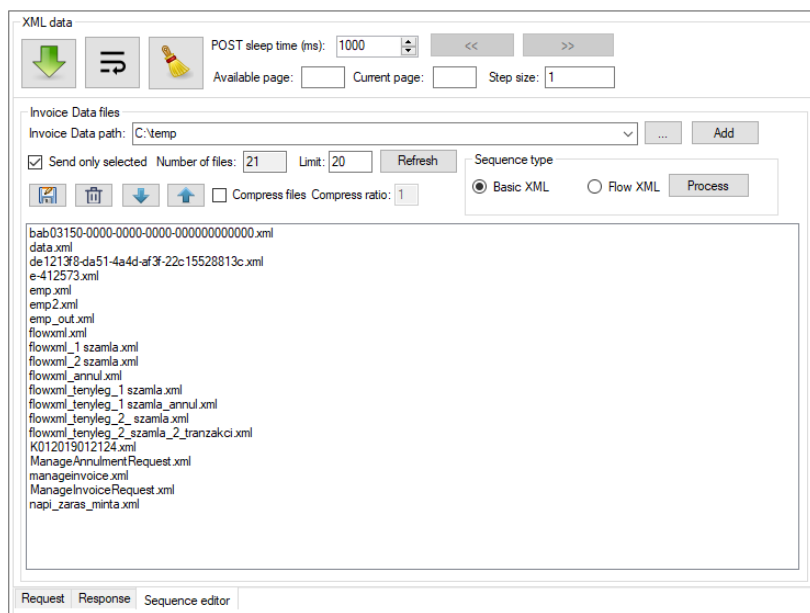 XML data
POST sleep time (ms): 1000 << >>
Available page: Current page: Step size: 1
Invoice Data files
Invoice Data path: C:\temp ... Add
Send only selected Number of files: 21 Limit: 20 Refresh
Sequence type
Basic XML Flow XML Process
Compress files Compress ratio: 1
bab03150-0000-0000-0000-000000000000.xml
data.xml
de1213f8-da51-4a4d-af3f-22c15528813c.xml
e-412573.xml
emp.xml
emp2.xml
emp_out.xml
flowxml.xml
flowxml_1 szamla.xml
flowxml_2 szamla.xml
flowxml_annul.xml
flowxml_tenyleg_1 szamla.xml
flowxml_tenyleg_1 szamla_annul.xml
flowxml_tenyleg_2_ szamla.xml
flowxml_tenyleg_2_szamla_2_tranzakci.xml
K012019012124.xml
ManageAnnulmentRequest.xml
manageinvoice.xml
ManageInvoiceRequest.xml
napi_zaras_minta.xml
Request Response Sequence editor